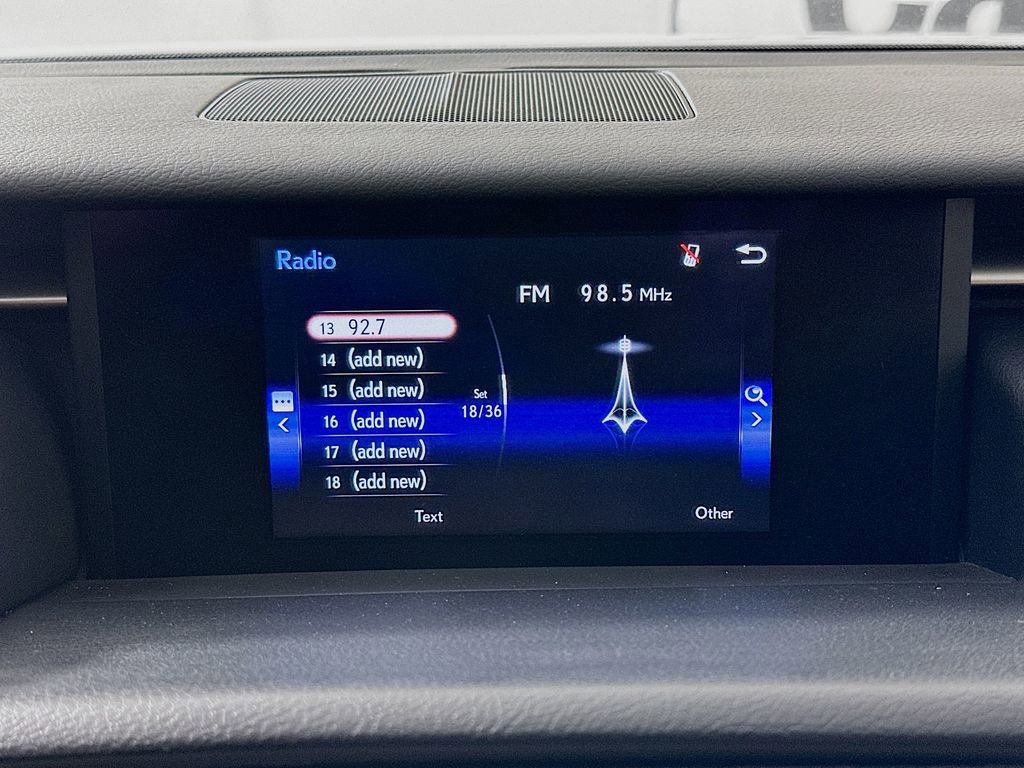 Radio
FM 98.5 MHz
13 92.7
14 (add new)
15 (add new)
Set
18/36
16 (add new)
17 (add new)
18 (add new)
Text
Other